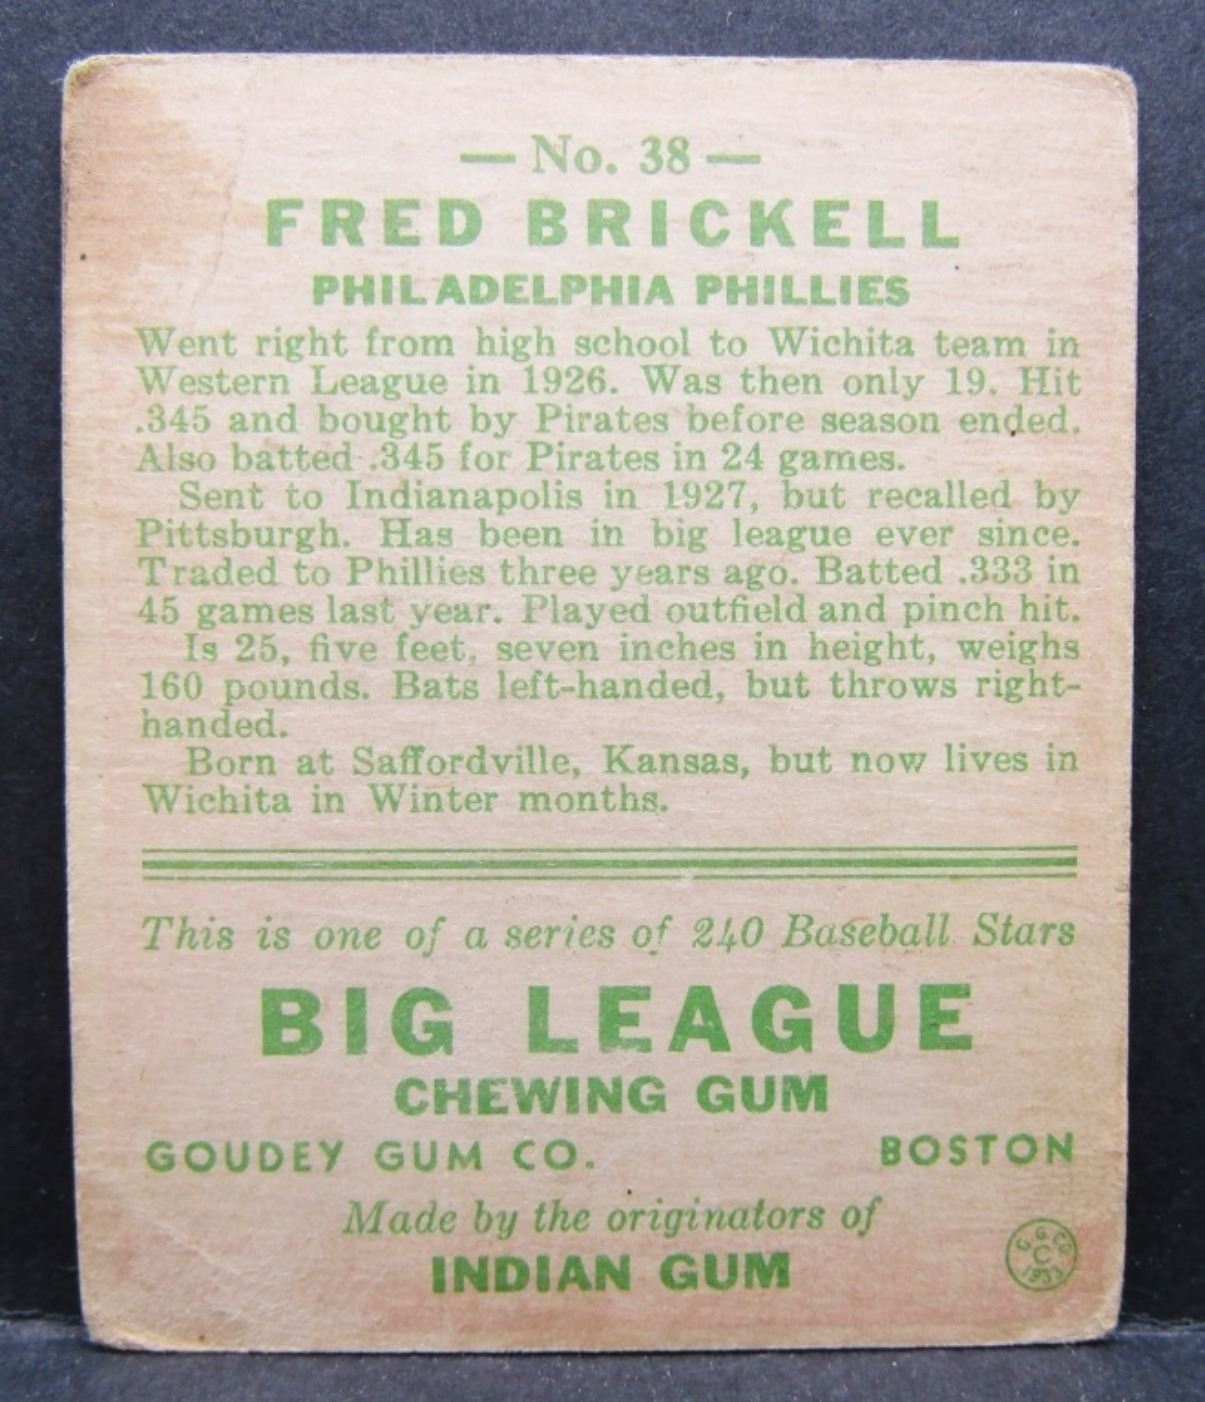 — No. 38 —
FRED BRICKELL
PHILADELPHIA PHILLIES
Went right from high school to Wichita team in
Western League in 1926. Was then only 19. Hit
.345 and bought by Pirates before season ended.
Also batted .345 for Pirates in 24 games.
Sent to Indianapolis in 1927, but recalled by
Pittsburgh. Has been in big league ever since.
Traded to Phillies three years ago. Batted .333 in
45 games last year. Played outfield and pinch hit.
Is 25, five feet, seven inches in height, weighs
160 pounds. Bats left-handed, but throws right-
handed.
Born at Saffordville, Kansas, but now lives in
Wichita in Winter months.
This is one of a series of 240 Baseball Stars
BIG LEAGUE
CHEWING GUM
GOUDEY GUM CO. BOSTON
Made by the originators of
INDIAN GUM
G. G. CO.
C
1933